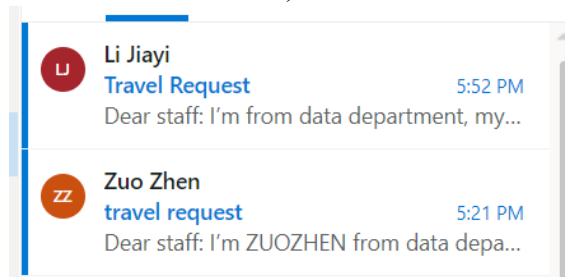 LJ
Li Jiayi
Travel Request
5:52 PM
Dear staff: I'm from data department, my...
ZZ
Zuo Zhen
travel request
5:21 PM
Dear staff: I'm ZUOZHEN from data depa...